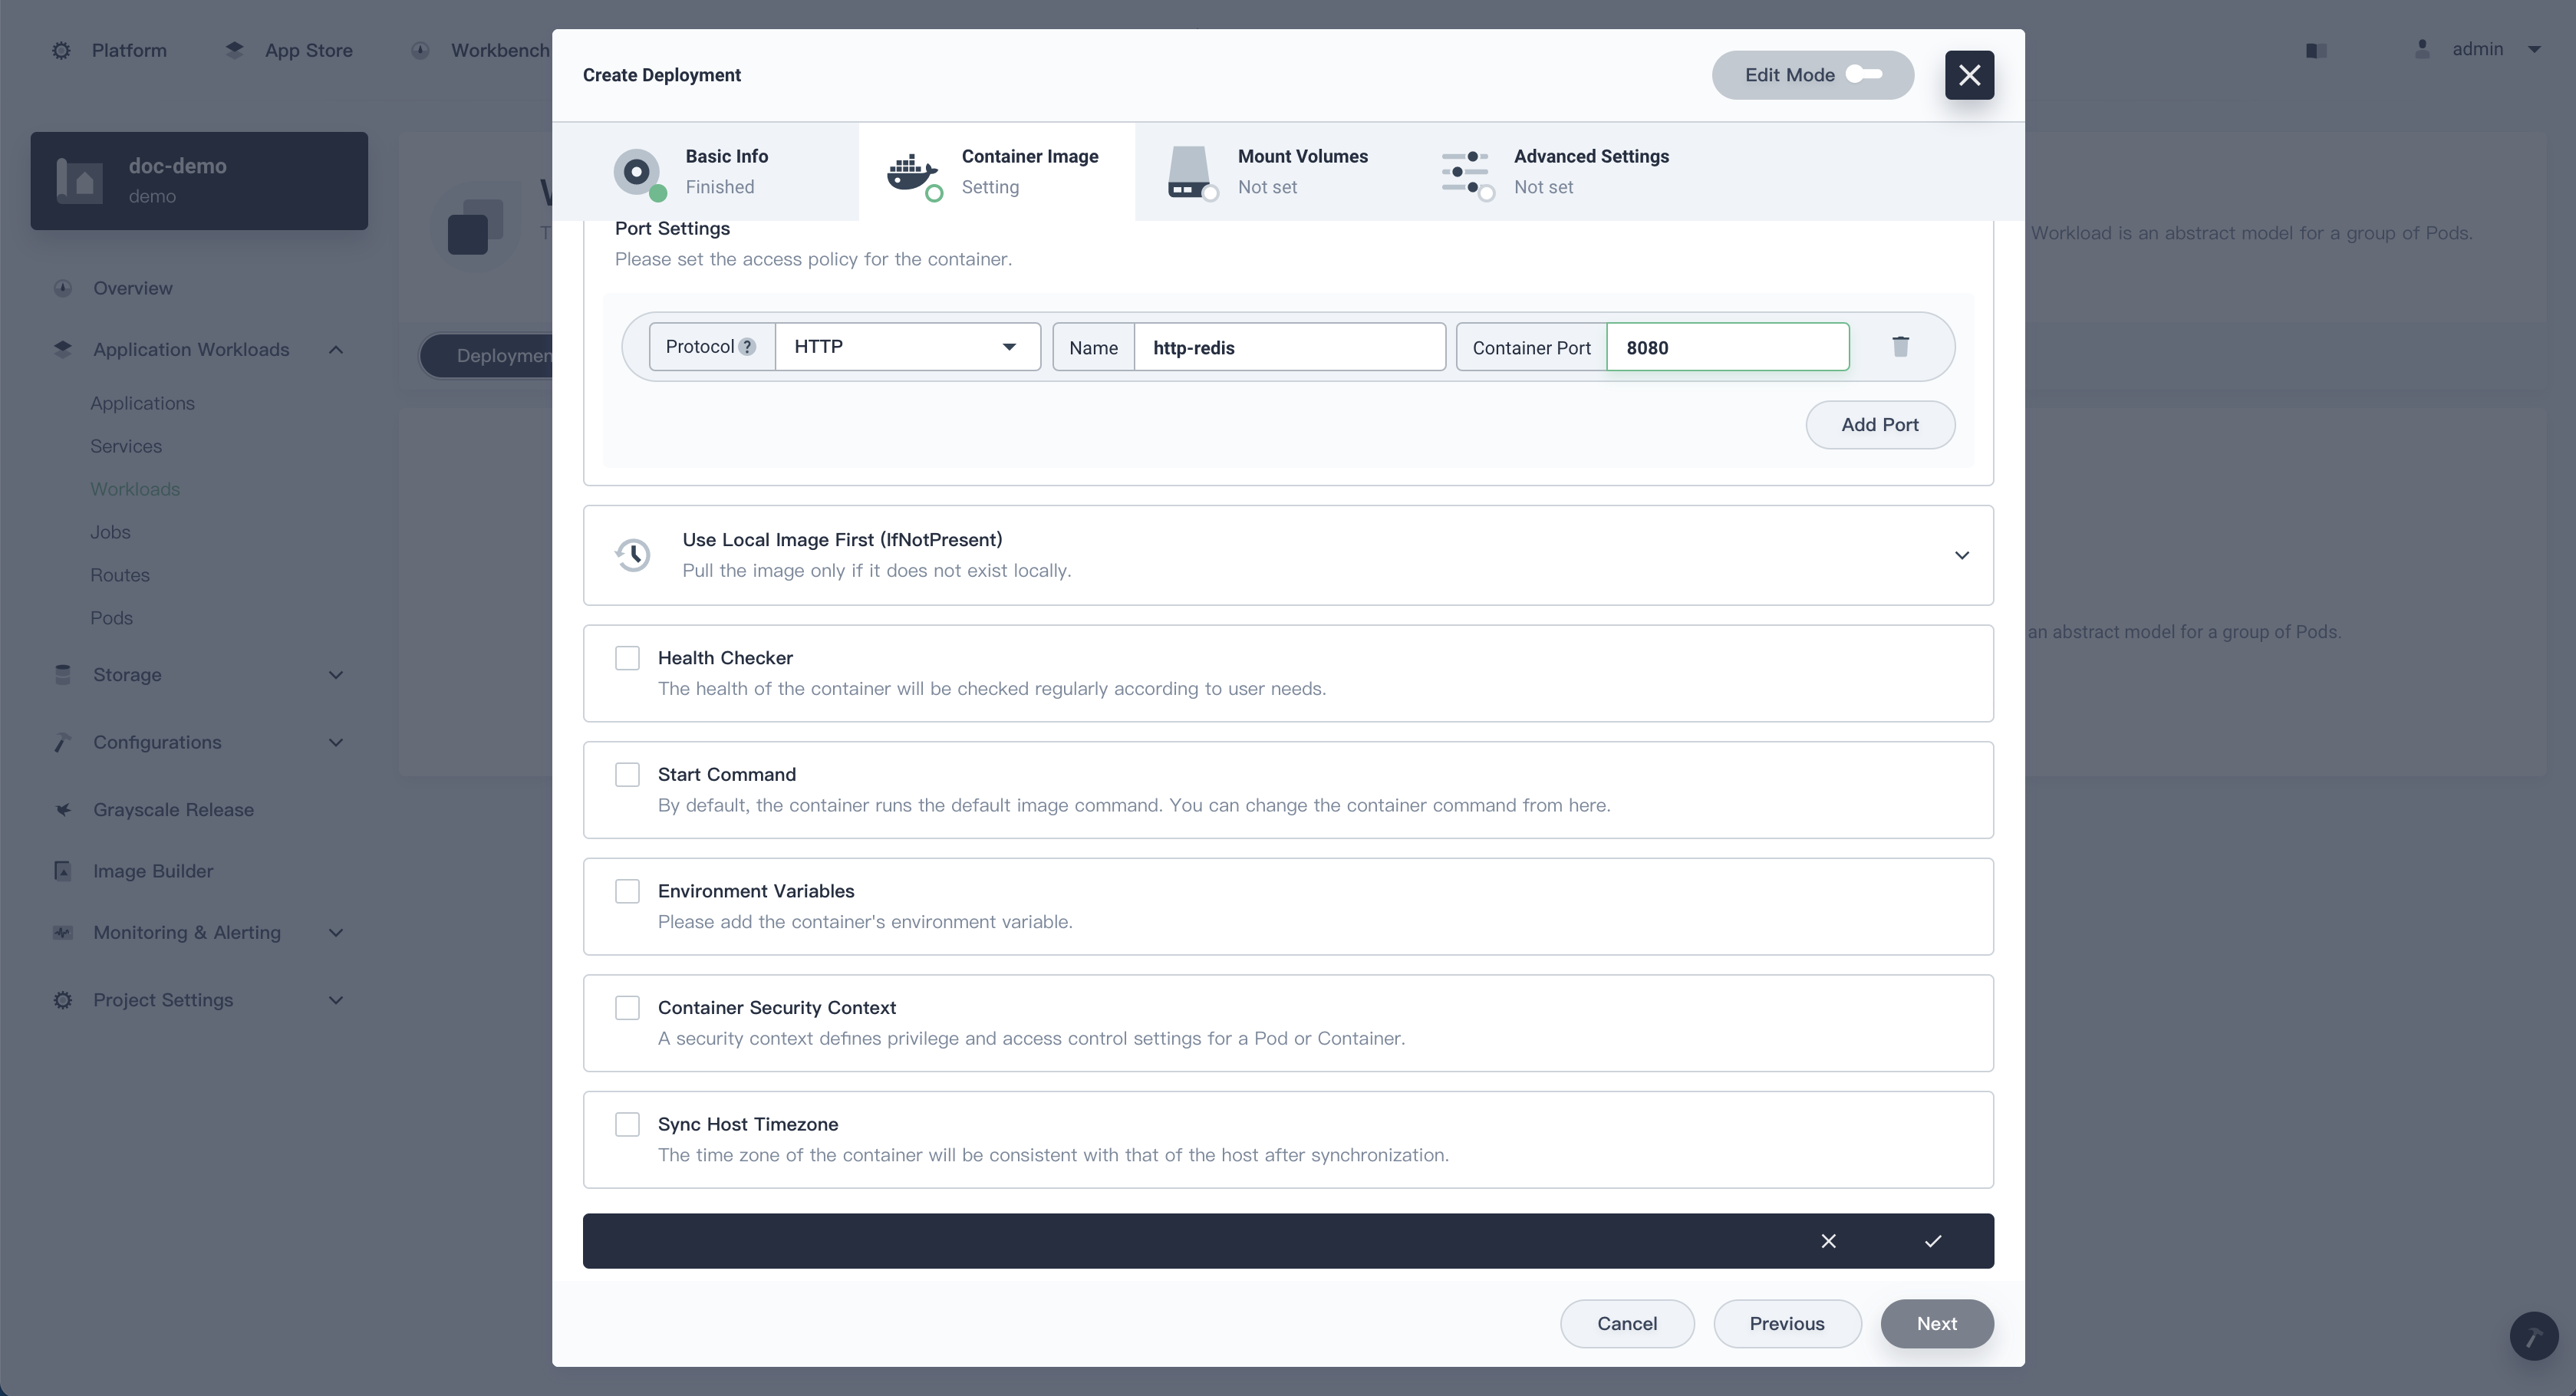 Platform
App Store
Workbench
admin
Create Deployment
Edit Mode
doc-demo
demo
Basic Info
Finished
Container Image
Setting
Mount Volumes
Not set
Advanced Settings
Not set
Overview
Application Workloads
Applications
Services
Workloads
Jobs
Routes
Pods
Storage
Configurations
Grayscale Release
Image Builder
Monitoring & Alerting
Project Settings
Workload is an abstract model for a group of Pods.
Deploymen
an abstract model for a group of Pods.
Port Settings
Please set the access policy for the container.
Protocol ? HTTP
Name http-redis
Container Port 8080
Add Port
Use Local Image First (IfNotPresent)
Pull the image only if it does not exist locally.
Health Checker
The health of the container will be checked regularly according to user needs.
Start Command
By default, the container runs the default image command. You can change the container command from here.
Environment Variables
Please add the container's environment variable.
Container Security Context
A security context defines privilege and access control settings for a Pod or Container.
Sync Host Timezone
The time zone of the container will be consistent with that of the host after synchronization.
Cancel
Previous
Next